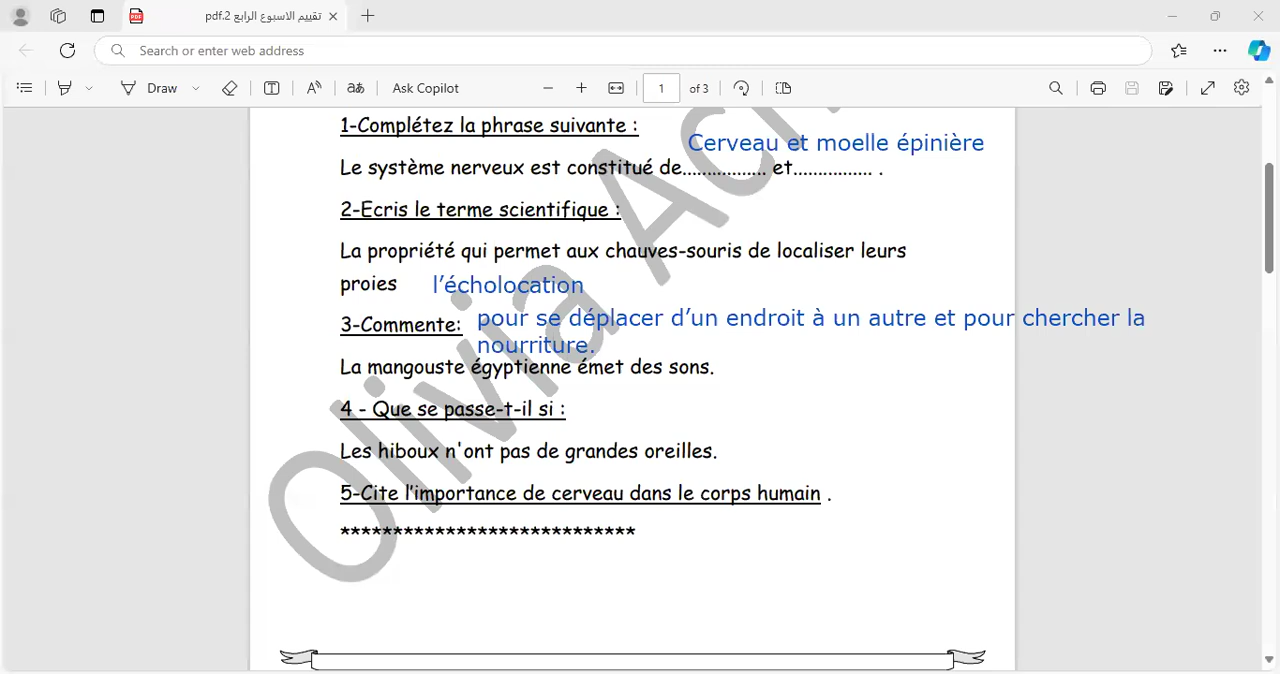 تقييم الاسبوع الرابع 2.pdf
Search or enter web address
Draw
Ask Copilot
1 of 3
1-Complétez la phrase suivante :
Cerveau et moelle épinière
Le système nerveux est constitué de................. et................ .
2-Ecris le terme scientifique :
La propriété qui permet aux chauves-souris de localiser leurs
proies l’écholocation
3-Commente: pour se déplacer d’un endroit à un autre et pour chercher la
nourriture.
La mangouste égyptienne émet des sons.
4 - Que se passe-t-il si :
Les hiboux n'ont pas de grandes oreilles.
5-Cite l’importance de cerveau dans le corps humain .
****************************
Olivia